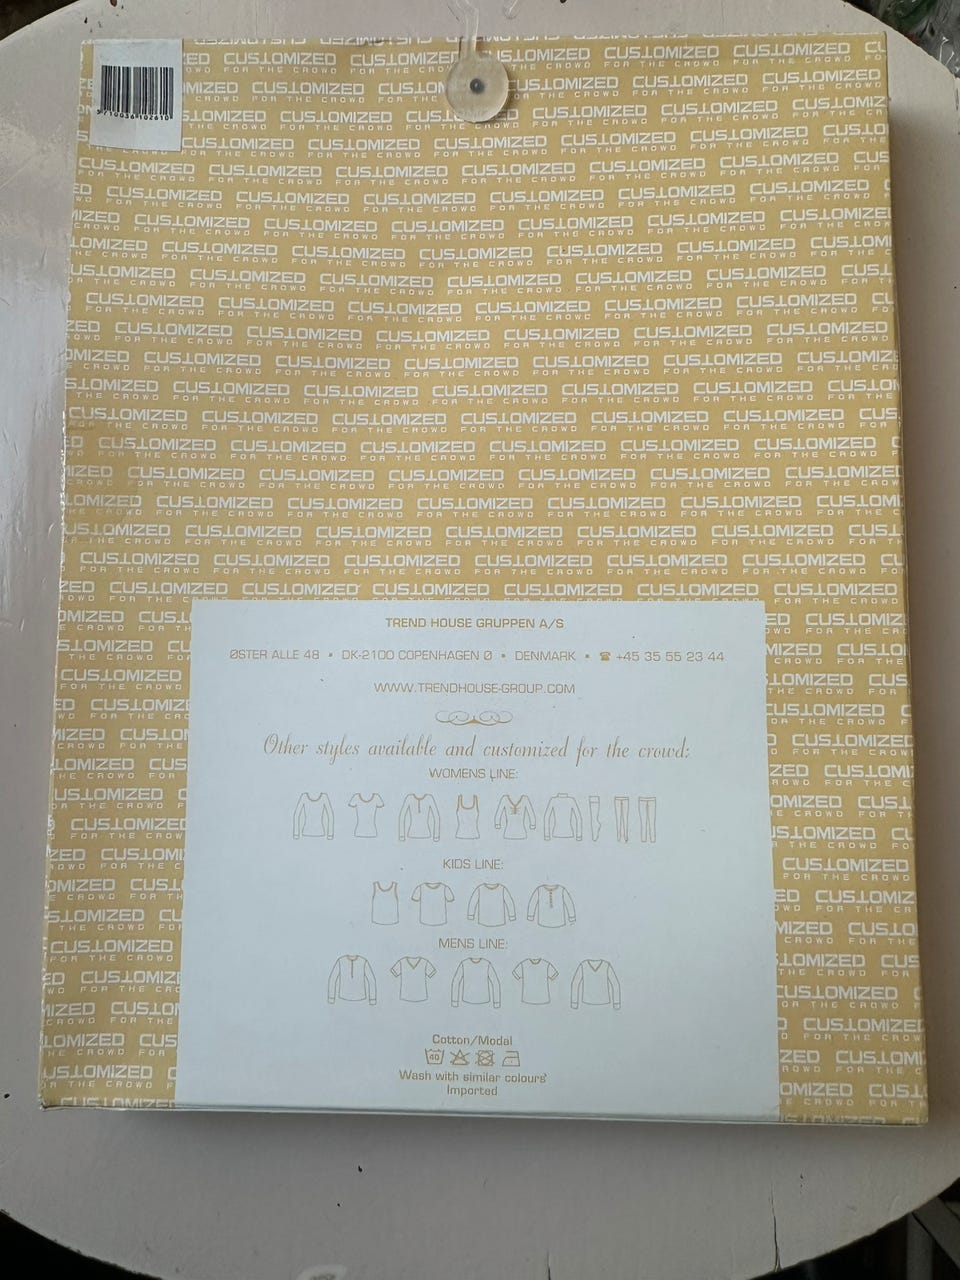 CUSTOMIZED
FOR THE CROWD
5710036102610
TREND HOUSE GRUPPEN A/S
ØSTER ALLE 48 • DK-2100 COPENHAGEN Ø • DENMARK • ☎ +45 35 55 23 44
WWW.TRENDHOUSE-GROUP.COM
Other styles available and customized for the crowd:
WOMENS LINE:
KIDS LINE:
MENS LINE:
Cotton/Modal
40
Wash with similar colours
Imported